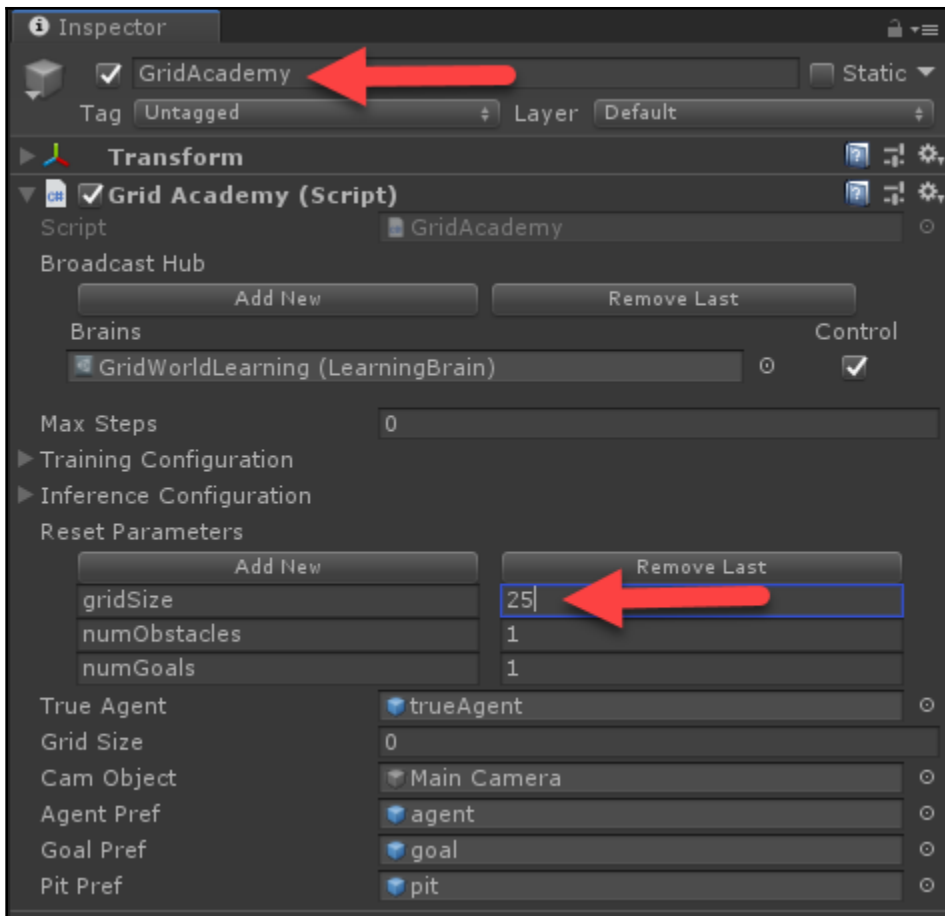 Inspector
GridAcademy Static
Tag Untagged Layer Default
Transform
C# Grid Academy (Script)
Script GridAcademy
Broadcast Hub
Add New Remove Last
Brains Control
GridWorldLearning (LearningBrain)
Max Steps 0
Training Configuration
Inference Configuration
Reset Parameters
Add New Remove Last
gridSize 25
numObstacles 1
numGoals 1
True Agent trueAgent
Grid Size 0
Cam Object Main Camera
Agent Pref agent
Goal Pref goal
Pit Pref pit